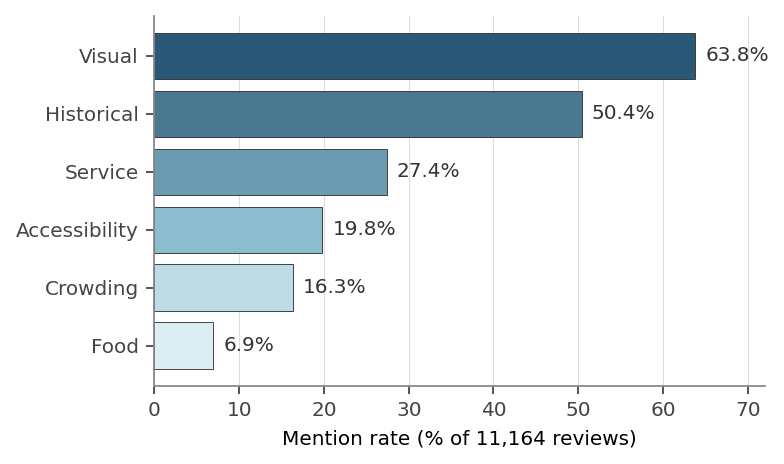 Visual 63.8%
Historical 50.4%
Service 27.4%
Accessibility 19.8%
Crowding 16.3%
Food 6.9%
0 10 20 30 40 50 60 70
Mention rate (% of 11,164 reviews)